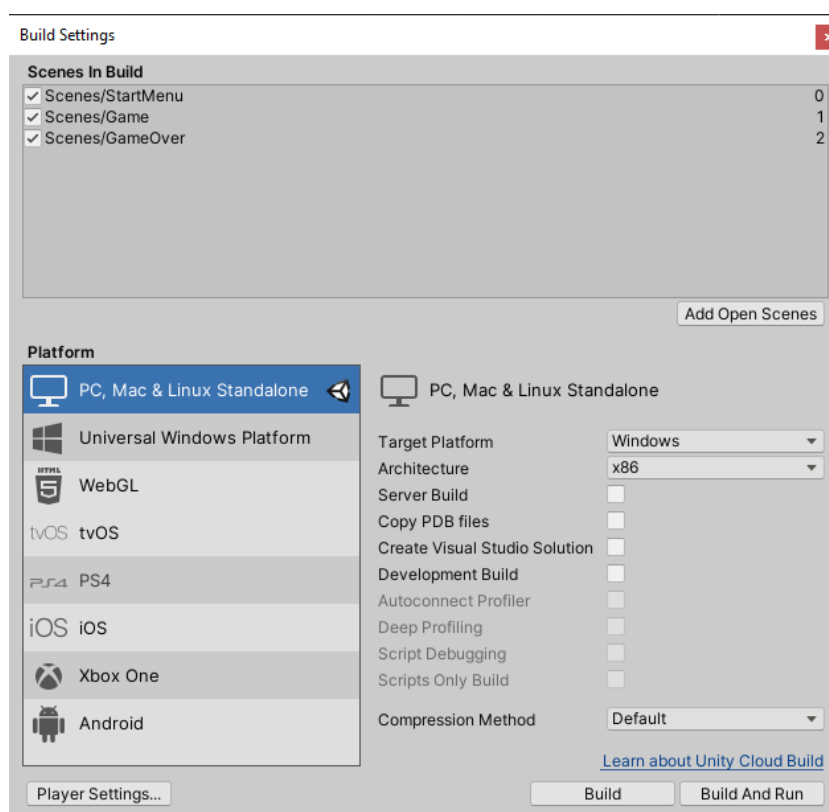 Build Settings
Scenes In Build
Scenes/StartMenu 0
Scenes/Game 1
Scenes/GameOver 2
Add Open Scenes
Platform
PC, Mac & Linux Standalone
Universal Windows Platform
HTML 5 WebGL
tvOS tvOS
PS4 PS4
iOS iOS
Xbox One
Android
PC, Mac & Linux Standalone
Target Platform Windows
Architecture x86
Server Build
Copy PDB files
Create Visual Studio Solution
Development Build
Autoconnect Profiler
Deep Profiling
Script Debugging
Scripts Only Build
Compression Method Default
Learn about Unity Cloud Build
Player Settings... Build Build And Run